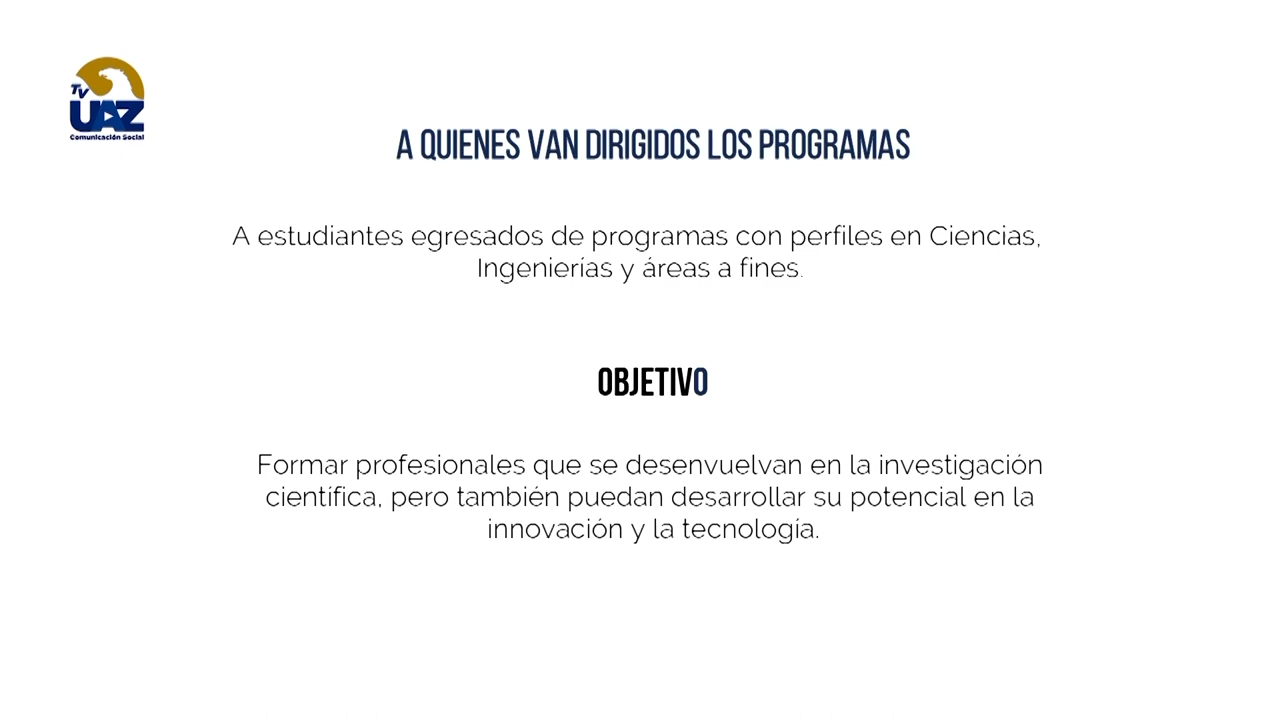 TV
UAZ
Comunicación Social
A QUIENES VAN DIRIGIDOS LOS PROGRAMAS
A estudiantes egresados de programas con perfiles en Ciencias,
Ingenierías y áreas a fines.
OBJETIVO
Formar profesionales que se desenvuelvan en la investigación
científica, pero también puedan desarrollar su potencial en la
innovación y la tecnología.